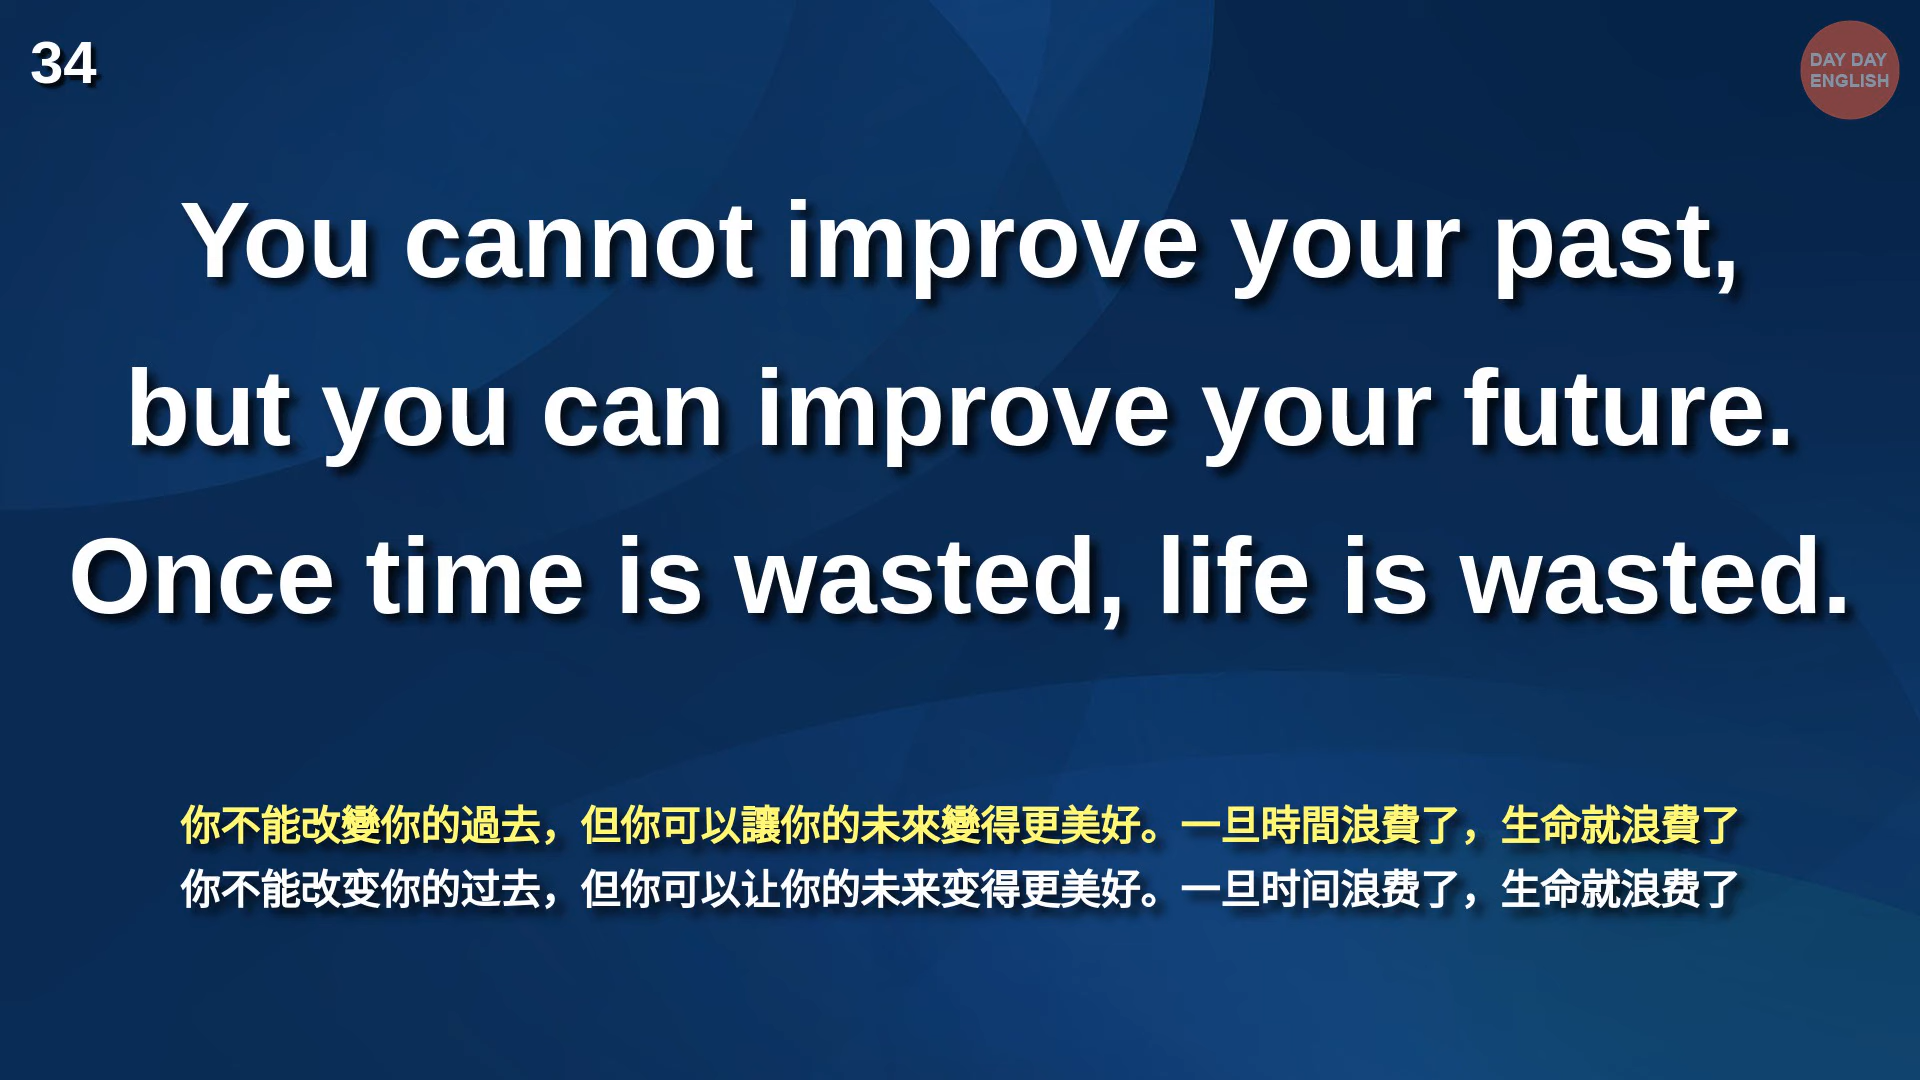 34
DAY DAY
ENGLISH
You cannot improve your past,
but you can improve your future.
Once time is wasted, life is wasted.
你不能改變你的過去，但你可以讓你的未來變得更美好。一旦時間浪費了，生命就浪費了
你不能改变你的过去，但你可以让你的未来变得更美好。一旦时间浪费了，生命就浪费了